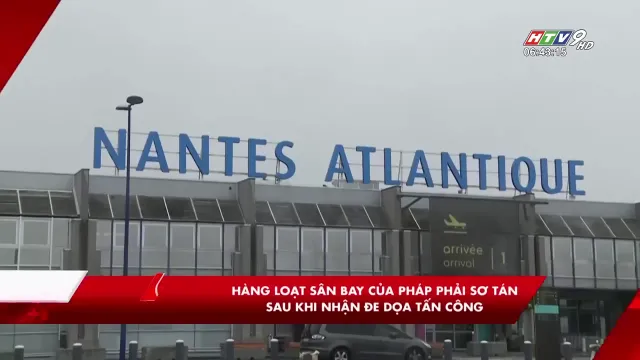 HTV9 HD
06:43:15
NANTES ATLANTIQUE
arrivée
arrival
1
HÀNG LOẠT SÂN BAY CỦA PHÁP PHẢI SƠ TÁN
SAU KHI NHẬN ĐE DỌA TẤN CÔNG